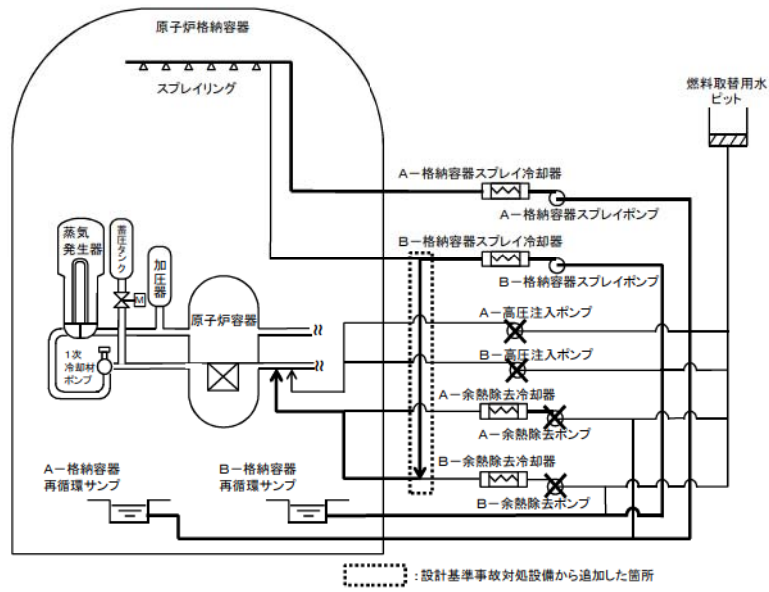 原子炉格納容器
スプレイリング
燃料取替用水
ピット
A－格納容器スプレイ冷却器
A－格納容器スプレイポンプ
B－格納容器スプレイ冷却器
B－格納容器スプレイポンプ
蒸気
発生器
蓄圧タンク
加圧器
M
原子炉容器
1次
冷却材
ポンプ
A－高圧注入ポンプ
B－高圧注入ポンプ
A－余熱除去冷却器
A－余熱除去ポンプ
B－余熱除去冷却器
B－余熱除去ポンプ
A－格納容器
再循環サンプ
B－格納容器
再循環サンプ
：設計基準事故対処設備から追加した箇所